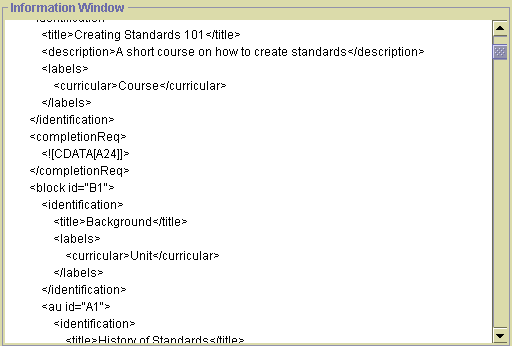 Information Window
identification>
<title>Creating Standards 101</title>
<description>A short course on how to create standards</description>
<labels>
<curricular>Course</curricular>
</labels>
</identification>
<completionReq>
<![CDATA[A24]]>
</completionReq>
<block id="B1">
<identification>
<title>Background</title>
<labels>
<curricular>Unit</curricular>
</labels>
</identification>
<au id="A1">
<identification>
<title>History of Standards</title>